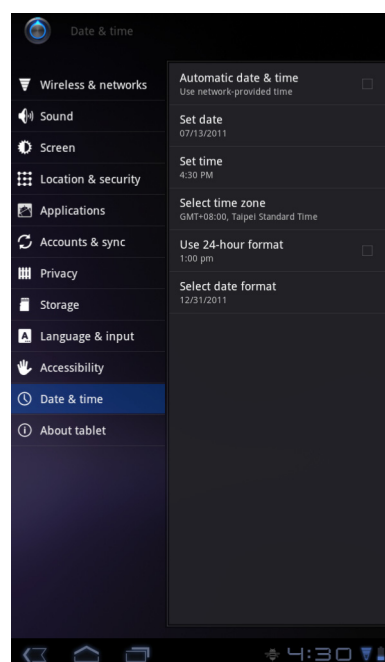 Date & time
Wireless & networks
Sound
Screen
Location & security
Applications
Accounts & sync
Privacy
Storage
A Language & input
Accessibility
Date & time
About tablet
Automatic date & time
Use network-provided time
Set date
07/13/2011
Set time
4:30 PM
Select time zone
GMT+08:00, Taipei Standard Time
Use 24-hour format
1:00 pm
Select date format
12/31/2011
4:30